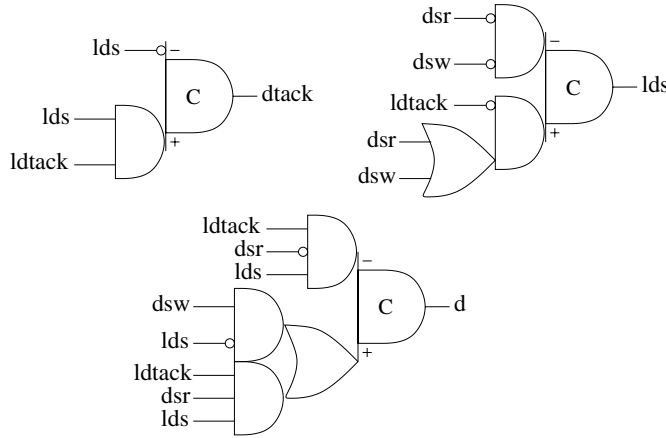 lds
−
C
dtack
lds
ldtack
+
dsr
−
dsw
C
lds
ldtack
+
dsr
dsw
ldtack
dsr
−
lds
dsw
C
d
lds
+
ldtack
dsr
lds